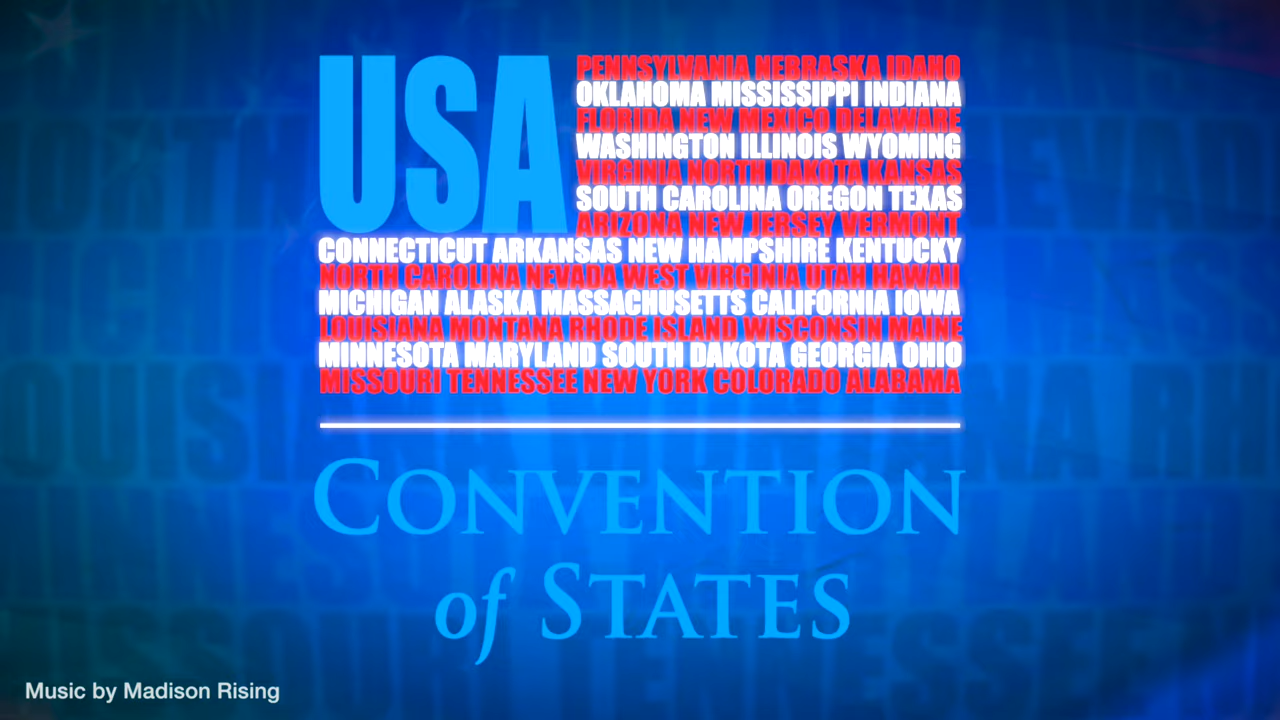 USA
PENNSYLVANIA NEBRASKA IDAHO
OKLAHOMA MISSISSIPPI INDIANA
FLORIDA NEW MEXICO DELAWARE
WASHINGTON ILLINOIS WYOMING
VIRGINIA NORTH DAKOTA KANSAS
SOUTH CAROLINA OREGON TEXAS
ARIZONA NEW JERSEY VERMONT
CONNECTICUT ARKANSAS NEW HAMPSHIRE KENTUCKY
NORTH CAROLINA NEVADA WEST VIRGINIA UTAH HAWAII
MICHIGAN ALASKA MASSACHUSETTS CALIFORNIA IOWA
LOUISIANA MONTANA RHODE ISLAND WISCONSIN MAINE
MINNESOTA MARYLAND SOUTH DAKOTA GEORGIA OHIO
MISSOURI TENNESSEE NEW YORK COLORADO ALABAMA
CONVENTION
of STATES
Music by Madison Rising